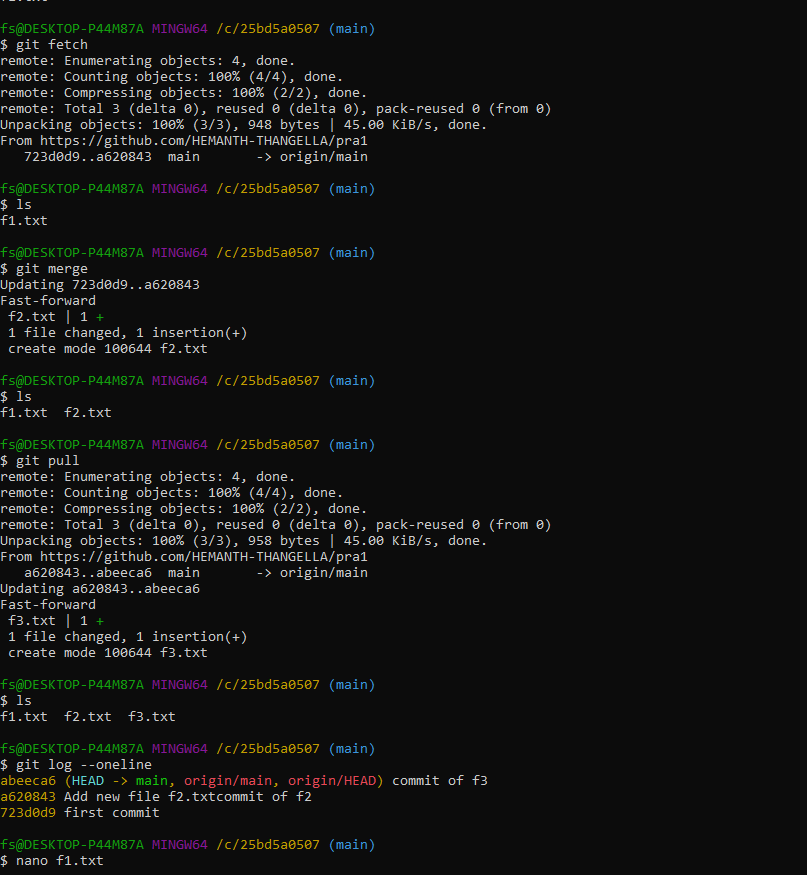 fs@DESKTOP-P44M87A MINGW64 /c/25bd5a0507 (main)
$ git fetch
remote: Enumerating objects: 4, done.
remote: Counting objects: 100% (4/4), done.
remote: Compressing objects: 100% (2/2), done.
remote: Total 3 (delta 0), reused 0 (delta 0), pack-reused 0 (from 0)
Unpacking objects: 100% (3/3), 948 bytes | 45.00 KiB/s, done.
From https://github.com/HEMANTH-THANGELLA/pra1
   723d0d9..a620843  main       -> origin/main

fs@DESKTOP-P44M87A MINGW64 /c/25bd5a0507 (main)
$ ls
f1.txt

fs@DESKTOP-P44M87A MINGW64 /c/25bd5a0507 (main)
$ git merge
Updating 723d0d9..a620843
Fast-forward
 f2.txt | 1 +
 1 file changed, 1 insertion(+)
 create mode 100644 f2.txt

fs@DESKTOP-P44M87A MINGW64 /c/25bd5a0507 (main)
$ ls
f1.txt  f2.txt

fs@DESKTOP-P44M87A MINGW64 /c/25bd5a0507 (main)
$ git pull
remote: Enumerating objects: 4, done.
remote: Counting objects: 100% (4/4), done.
remote: Compressing objects: 100% (2/2), done.
remote: Total 3 (delta 0), reused 0 (delta 0), pack-reused 0 (from 0)
Unpacking objects: 100% (3/3), 958 bytes | 45.00 KiB/s, done.
From https://github.com/HEMANTH-THANGELLA/pra1
   a620843..abeeca6  main       -> origin/main
Updating a620843..abeeca6
Fast-forward
 f3.txt | 1 +
 1 file changed, 1 insertion(+)
 create mode 100644 f3.txt

fs@DESKTOP-P44M87A MINGW64 /c/25bd5a0507 (main)
$ ls
f1.txt  f2.txt  f3.txt

fs@DESKTOP-P44M87A MINGW64 /c/25bd5a0507 (main)
$ git log --oneline
abeeca6 (HEAD -> main, origin/main, origin/HEAD) commit of f3
a620843 Add new file f2.txtcommit of f2
723d0d9 first commit

fs@DESKTOP-P44M87A MINGW64 /c/25bd5a0507 (main)
$ nano f1.txt